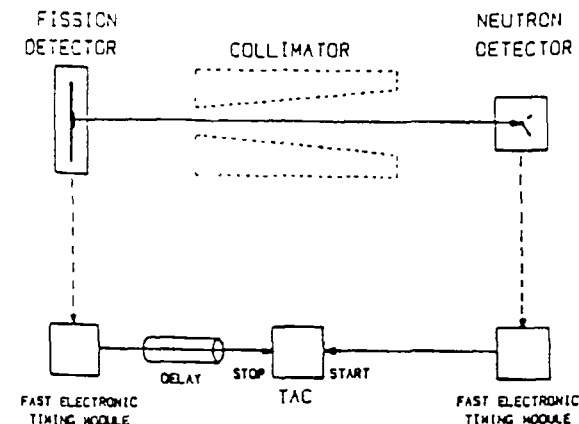 FISSION
DETECTOR
COLLIMATOR
NEUTRON
DETECTOR
DELAY
STOP
TAC
START
FAST ELECTRONIC
TIMING MODULE
FAST ELECTRONIC
TIMING MODULE